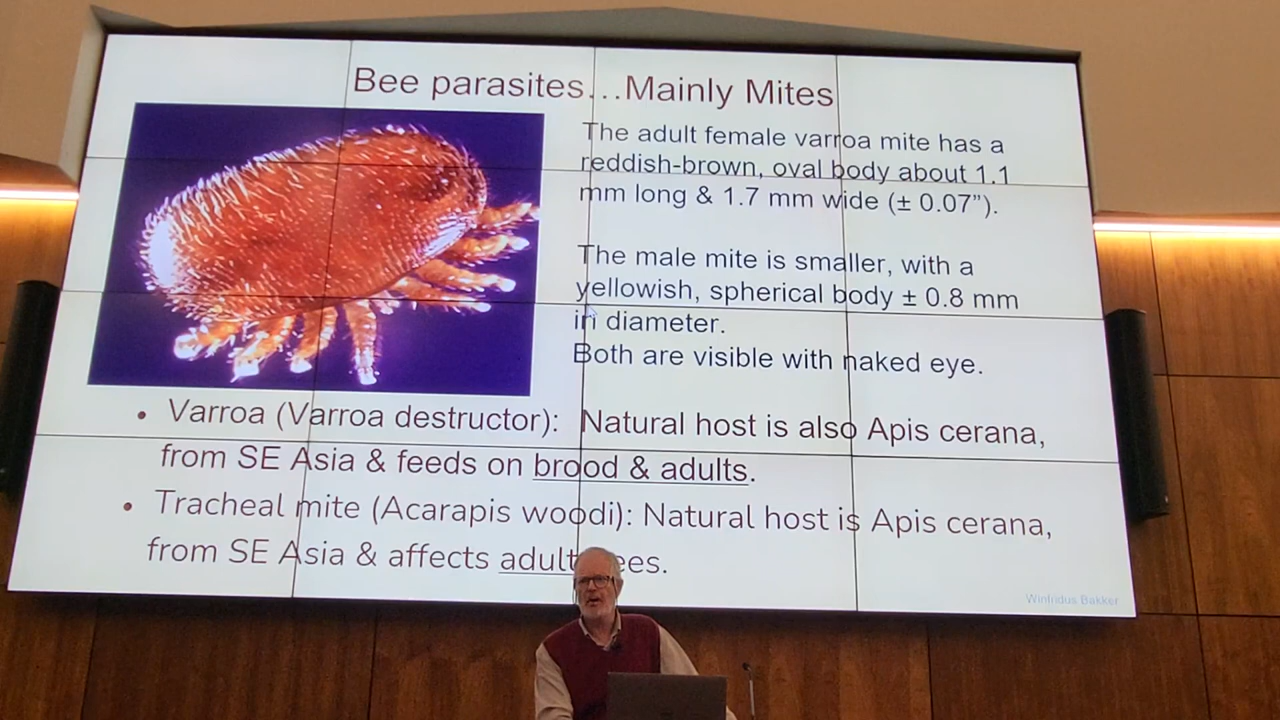 Bee parasites...Mainly Mites
The adult female varroa mite has a
reddish-brown, oval body about 1.1
mm long & 1.7 mm wide (± 0.07”).
The male mite is smaller, with a
yellowish, spherical body ± 0.8 mm
in diameter.
Both are visible with naked eye.
• Varroa (Varroa destructor): Natural host is also Apis cerana,
from SE Asia & feeds on brood & adults.
• Tracheal mite (Acarapis woodi): Natural host is Apis cerana,
from SE Asia & affects adult ees.
Winfridus Bakker